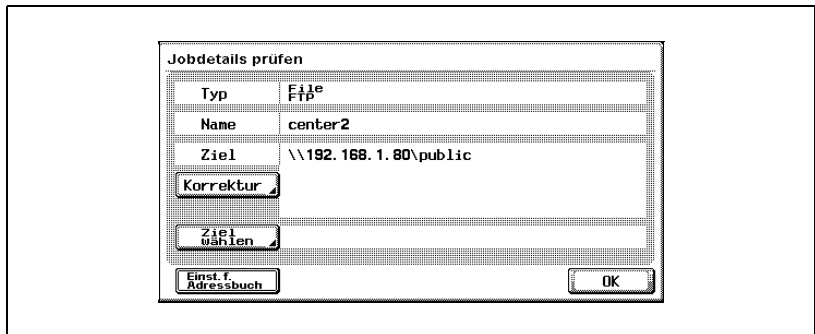 Jobdetails prüfen
Typ
File
FTP
Name
center2
Ziel
\\192.168.1.80\public
Korrektur
Ziel
wählen
Einst.f.
Adressbuch
OK